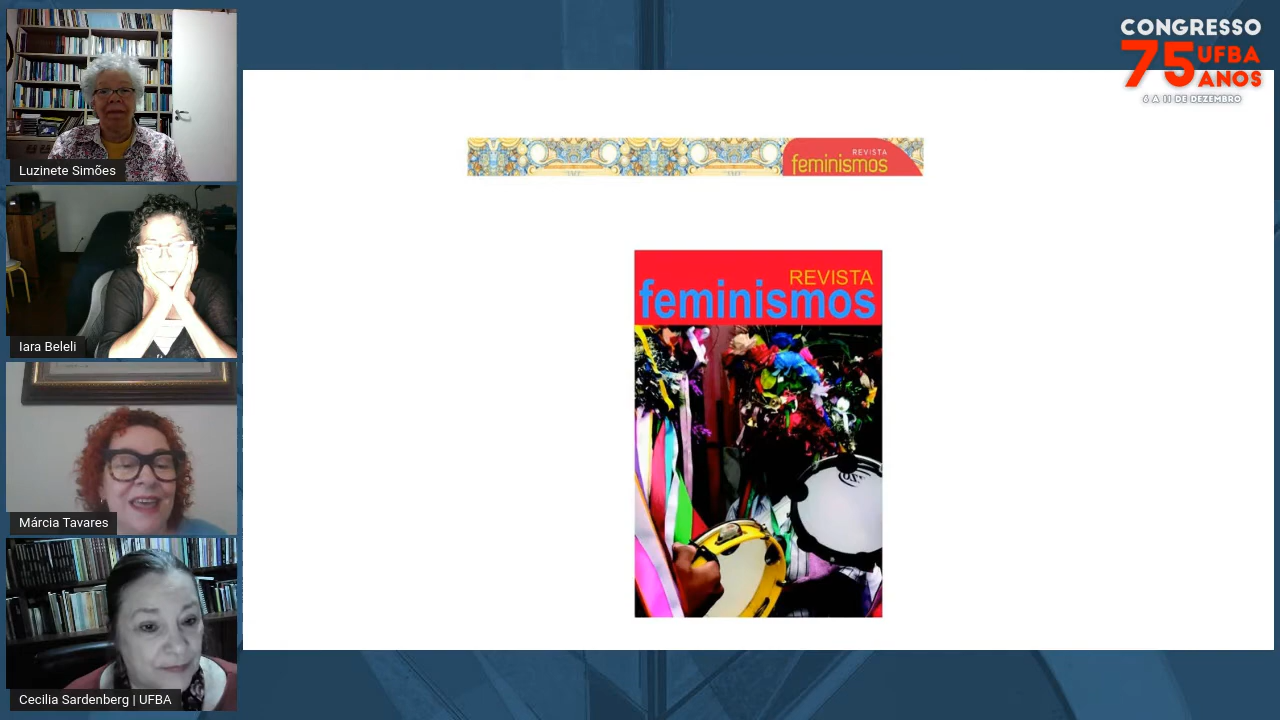 CONGRESSO
75 UFBA
ANOS
6 A 11 DE DEZEMBRO
Luzinete Simões
Iara Beleli
Márcia Tavares
Cecilia Sardenberg | UFBA
REVISTA
feminismos
REVISTA
feminismos